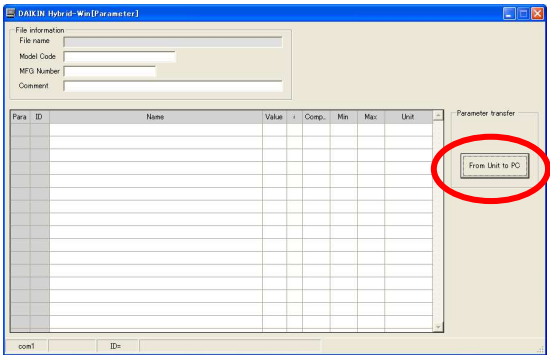 DAIKIN Hybrid-Win[Parameter]
File information
File name
Model Code
MFG Number
Comment
Para ID Name Value Comp.. Min Max Unit
Parameter transfer
From Unit to PC
com1 ID=